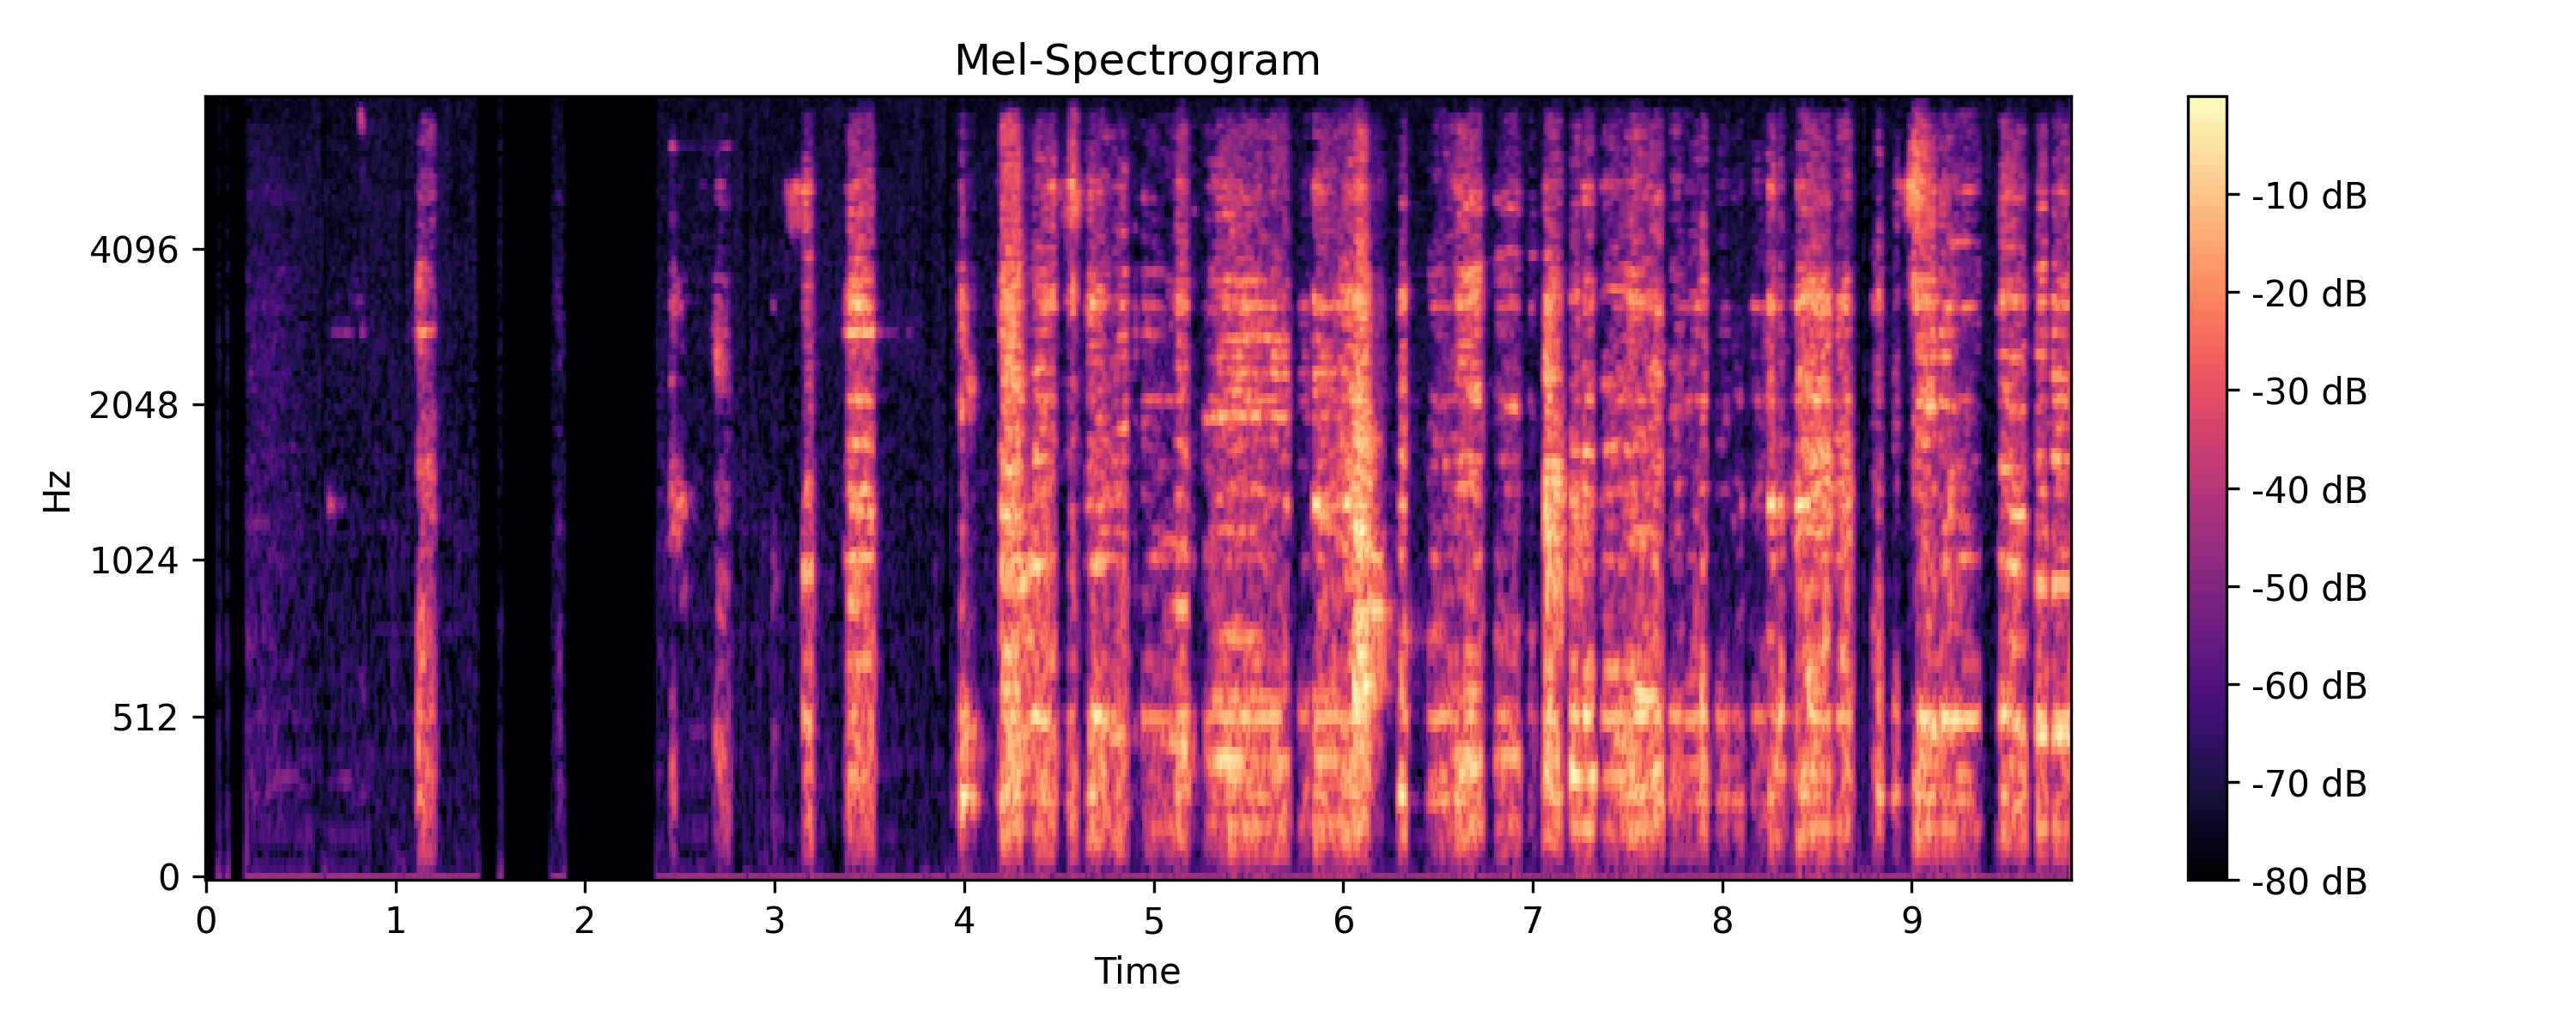 Mel-Spectrogram
Hz
4096
2048
1024
512
0
0 1 2 3 4 5 6 7 8 9
Time
-10 dB
-20 dB
-30 dB
-40 dB
-50 dB
-60 dB
-70 dB
-80 dB